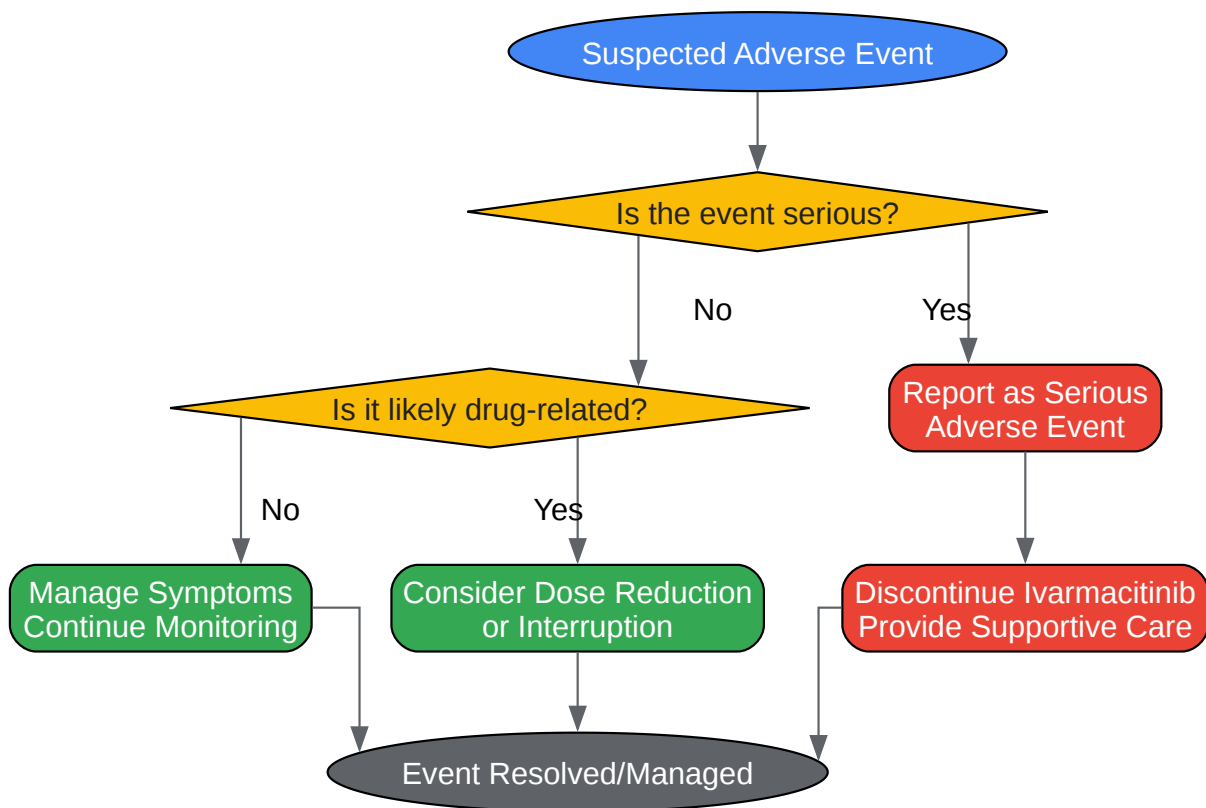 Suspected Adverse Event
Is the event serious?
No
Yes
Is it likely drug-related?
Report as Serious
Adverse Event
No
Yes
Manage Symptoms
Continue Monitoring
Consider Dose Reduction
or Interruption
Discontinue Ivarmacitinib
Provide Supportive Care
Event Resolved/Managed